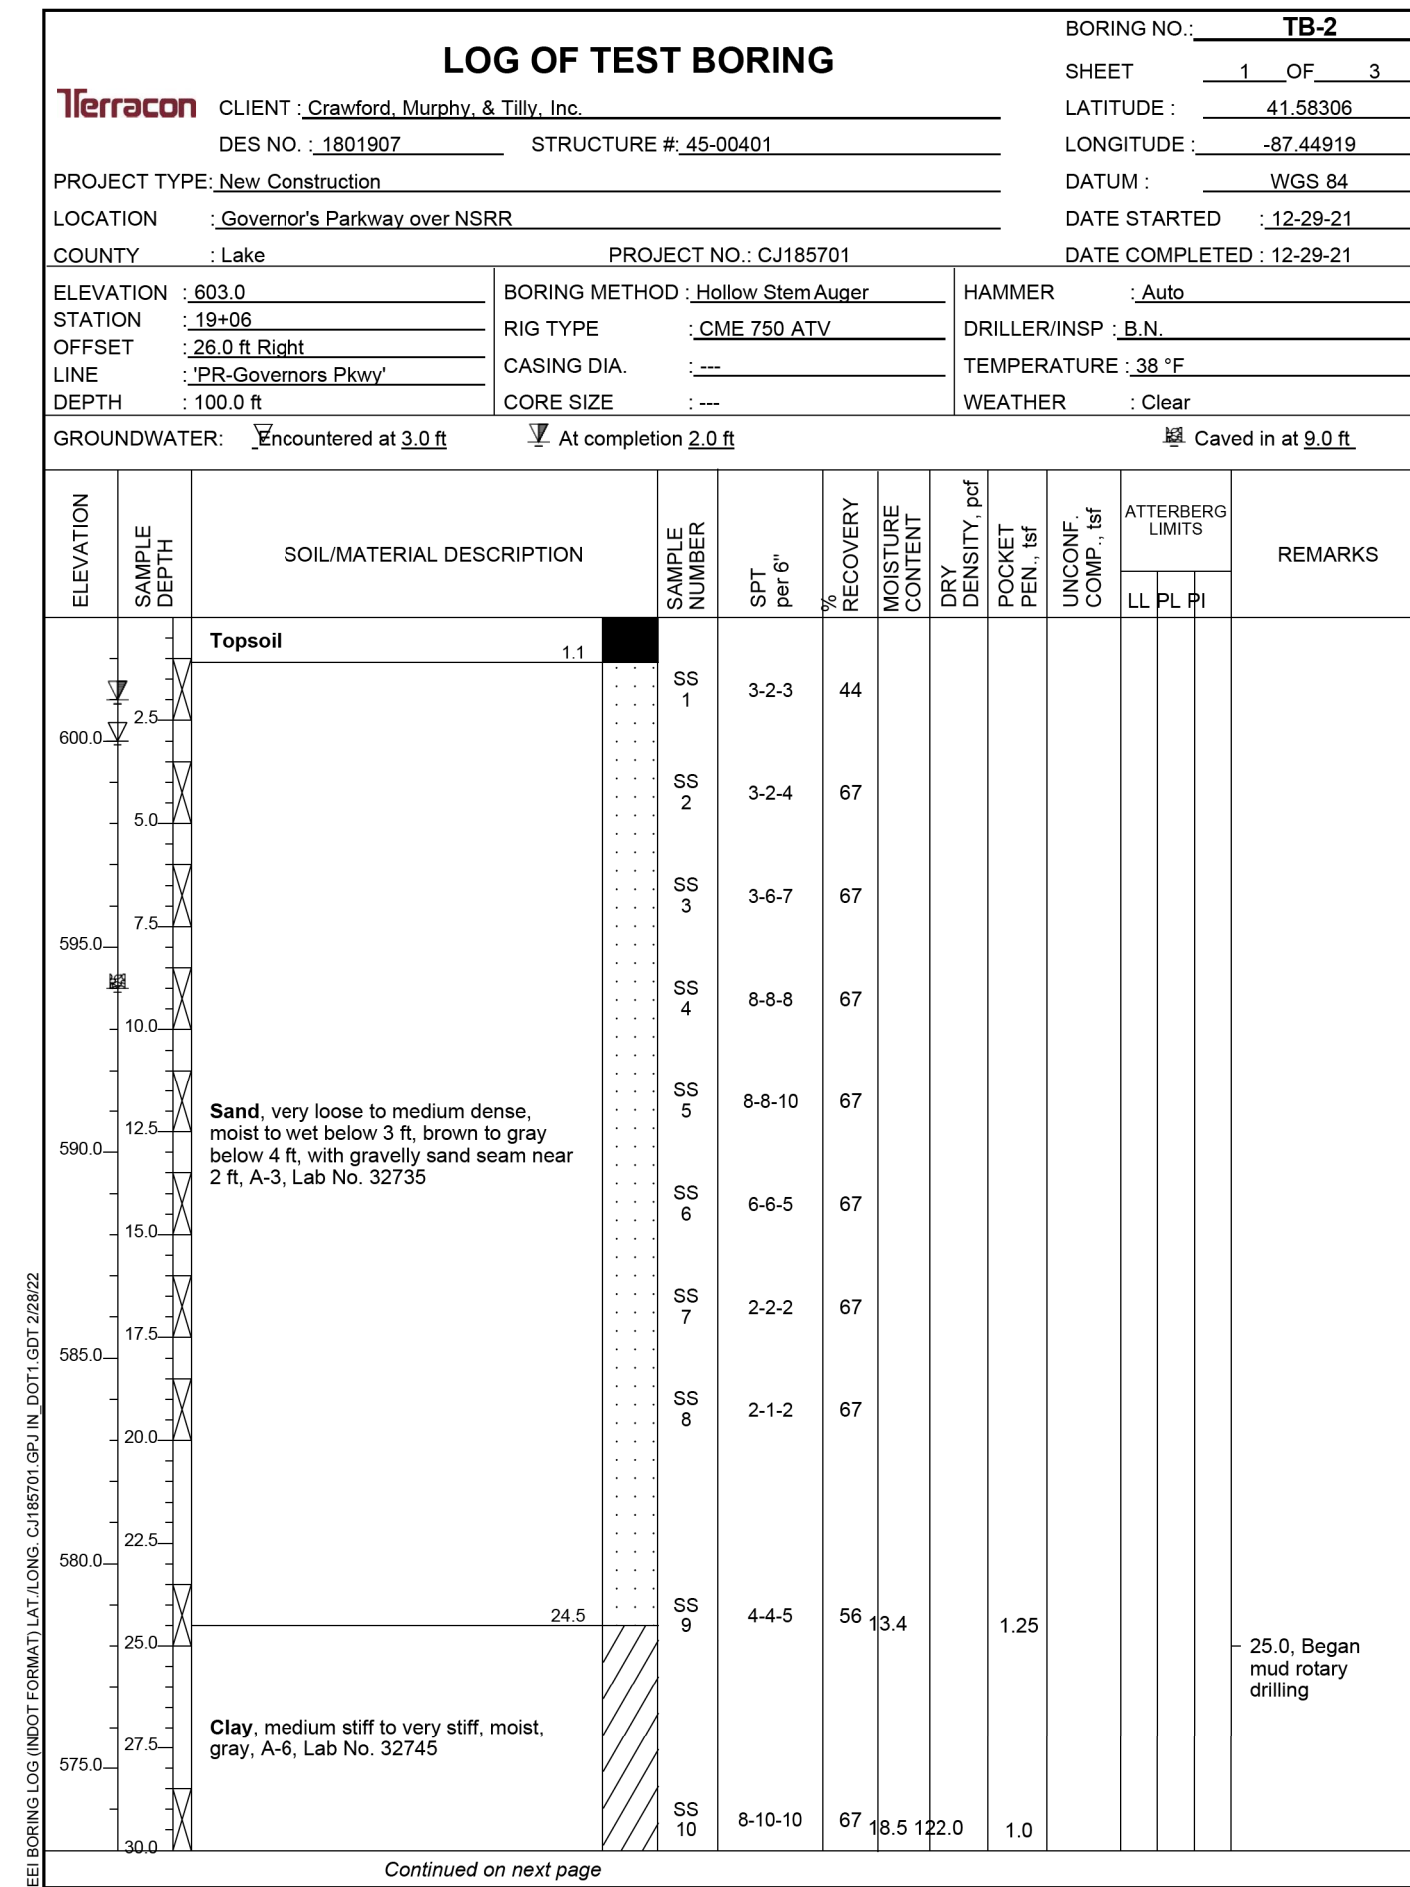 LOG OF TEST BORING
BORING NO.: TB-2
SHEET 1 OF 3
Terracon
CLIENT : Crawford, Murphy, & Tilly, Inc.
LATITUDE : 41.58306
DES NO. : 1801907 STRUCTURE #: 45-00401
LONGITUDE : -87.44919
PROJECT TYPE: New Construction
DATUM : WGS 84
LOCATION : Governor's Parkway over NSRR
DATE STARTED : 12-29-21
COUNTY : Lake PROJECT NO.: CJ185701
DATE COMPLETED : 12-29-21
ELEVATION : 603.0
STATION : 19+06
OFFSET : 26.0 ft Right
LINE : 'PR-Governors Pkwy'
DEPTH : 100.0 ft
BORING METHOD : Hollow Stem Auger
RIG TYPE : CME 750 ATV
CASING DIA. : ---
CORE SIZE : ---
HAMMER : Auto
DRILLER/INSP : B.N.
TEMPERATURE : 38 °F
WEATHER : Clear
GROUNDWATER: Encountered at 3.0 ft At completion 2.0 ft Caved in at 9.0 ft
ELEVATION
SAMPLE
DEPTH
SOIL/MATERIAL DESCRIPTION
SAMPLE
NUMBER
SPT
per 6"
%
RECOVERY
MOISTURE
CONTENT
DRY
DENSITY, pcf
POCKET
PEN., tsf
UNCONF.
COMP., tsf
ATTERBERG
LIMITS
LL PL PI
REMARKS
Topsoil
1.1
SS
1 3-2-3 44
2.5
600.0
SS
2 3-2-4 67
5.0
SS
3 3-6-7 67
7.5
595.0
SS
4 8-8-8 67
10.0
SS
5 8-8-10 67
Sand, very loose to medium dense,
moist to wet below 3 ft, brown to gray
below 4 ft, with gravelly sand seam near
2 ft, A-3, Lab No. 32735
12.5
590.0
SS
6 6-6-5 67
15.0
SS
7 2-2-2 67
17.5
585.0
SS
8 2-1-2 67
20.0
22.5
580.0
24.5
SS
9 4-4-5 56 13.4 1.25
25.0
25.0, Began
mud rotary
drilling
Clay, medium stiff to very stiff, moist,
gray, A-6, Lab No. 32745
27.5
575.0
SS
10 8-10-10 67 18.5 122.0 1.0
30.0
Continued on next page
EEI BORING LOG (INDOT FORMAT) LAT./LONG. CJ185701.GPJ IN_DOT1.GDT 2/28/22